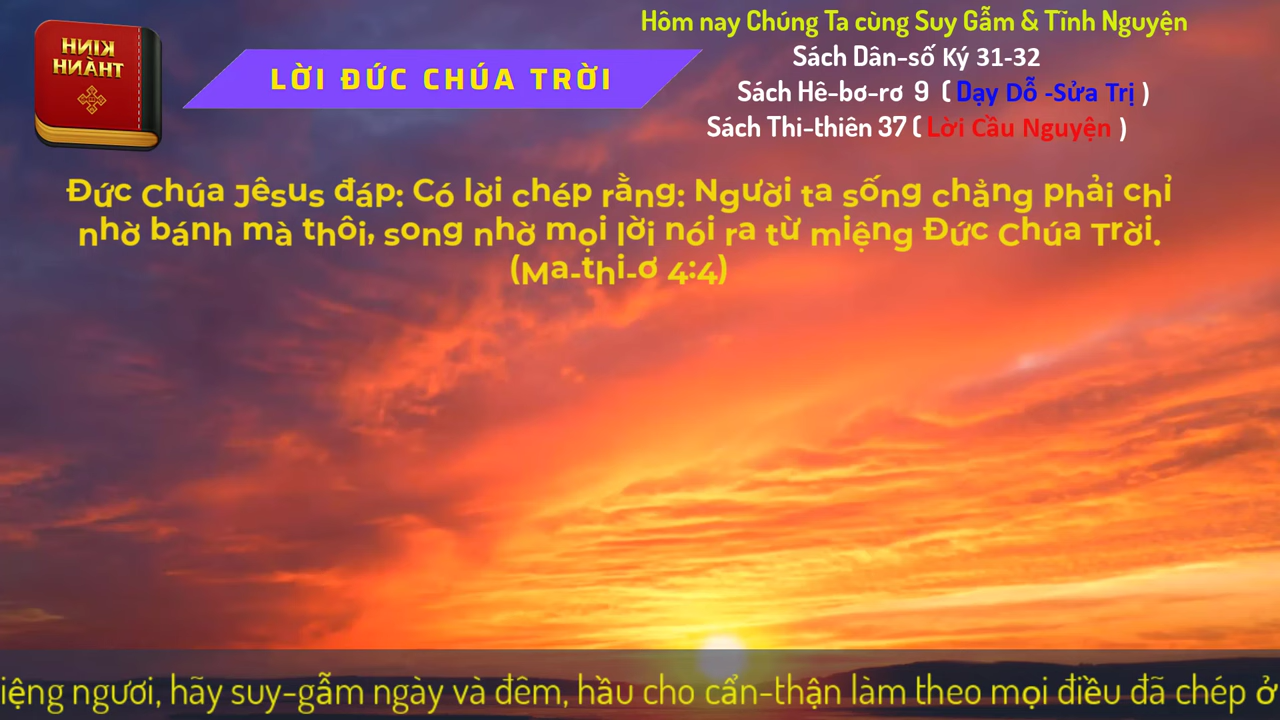 KINH
THÀNH
LỜI ĐỨC CHÚA TRỜI
Hôm nay Chúng Ta cùng Suy Gẫm & Tĩnh Nguyện
Sách Dân-số Ký 31-32
Sách Hê-bơ-rơ 9 ( Dạy Dỗ -Sửa Trị )
Sách Thi-thiên 37 ( Lời Cầu Nguyện )
Đức Chúa Jêsus đáp: Có lời chép rằng: Người ta sống chẳng phải chỉ
nhờ bánh mà thôi, song nhờ mọi lời nói ra từ miệng Đức Chúa Trời.
(Ma-thi-ơ 4:4)
iệng ngươi, hãy suy-gẫm ngày và đêm, hầu cho cẩn-thận làm theo mọi điều đã chép ở